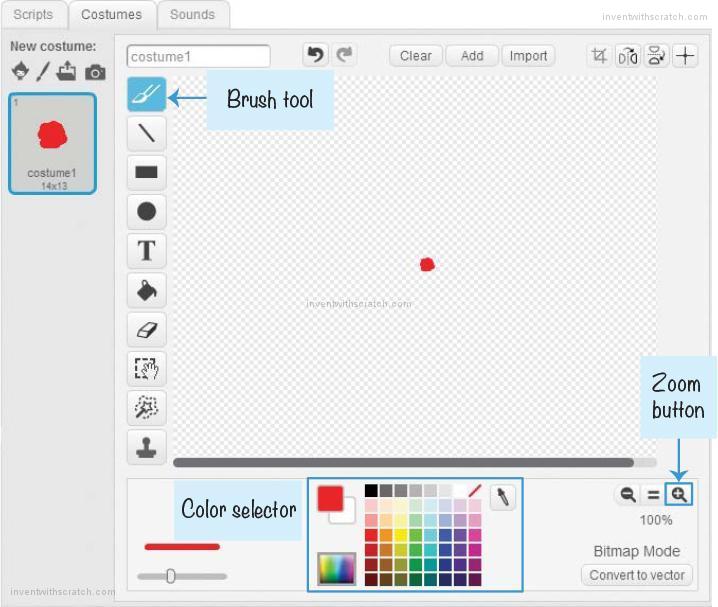 Scripts Costumes Sounds
inventwithscratch.com
New costume:
costume1
Clear Add Import
1
costume1
14x13
Brush tool
T
inventwithscratch.com
Zoom
button
Color selector
100%
Bitmap Mode
Convert to vector
inventwithscratch.com